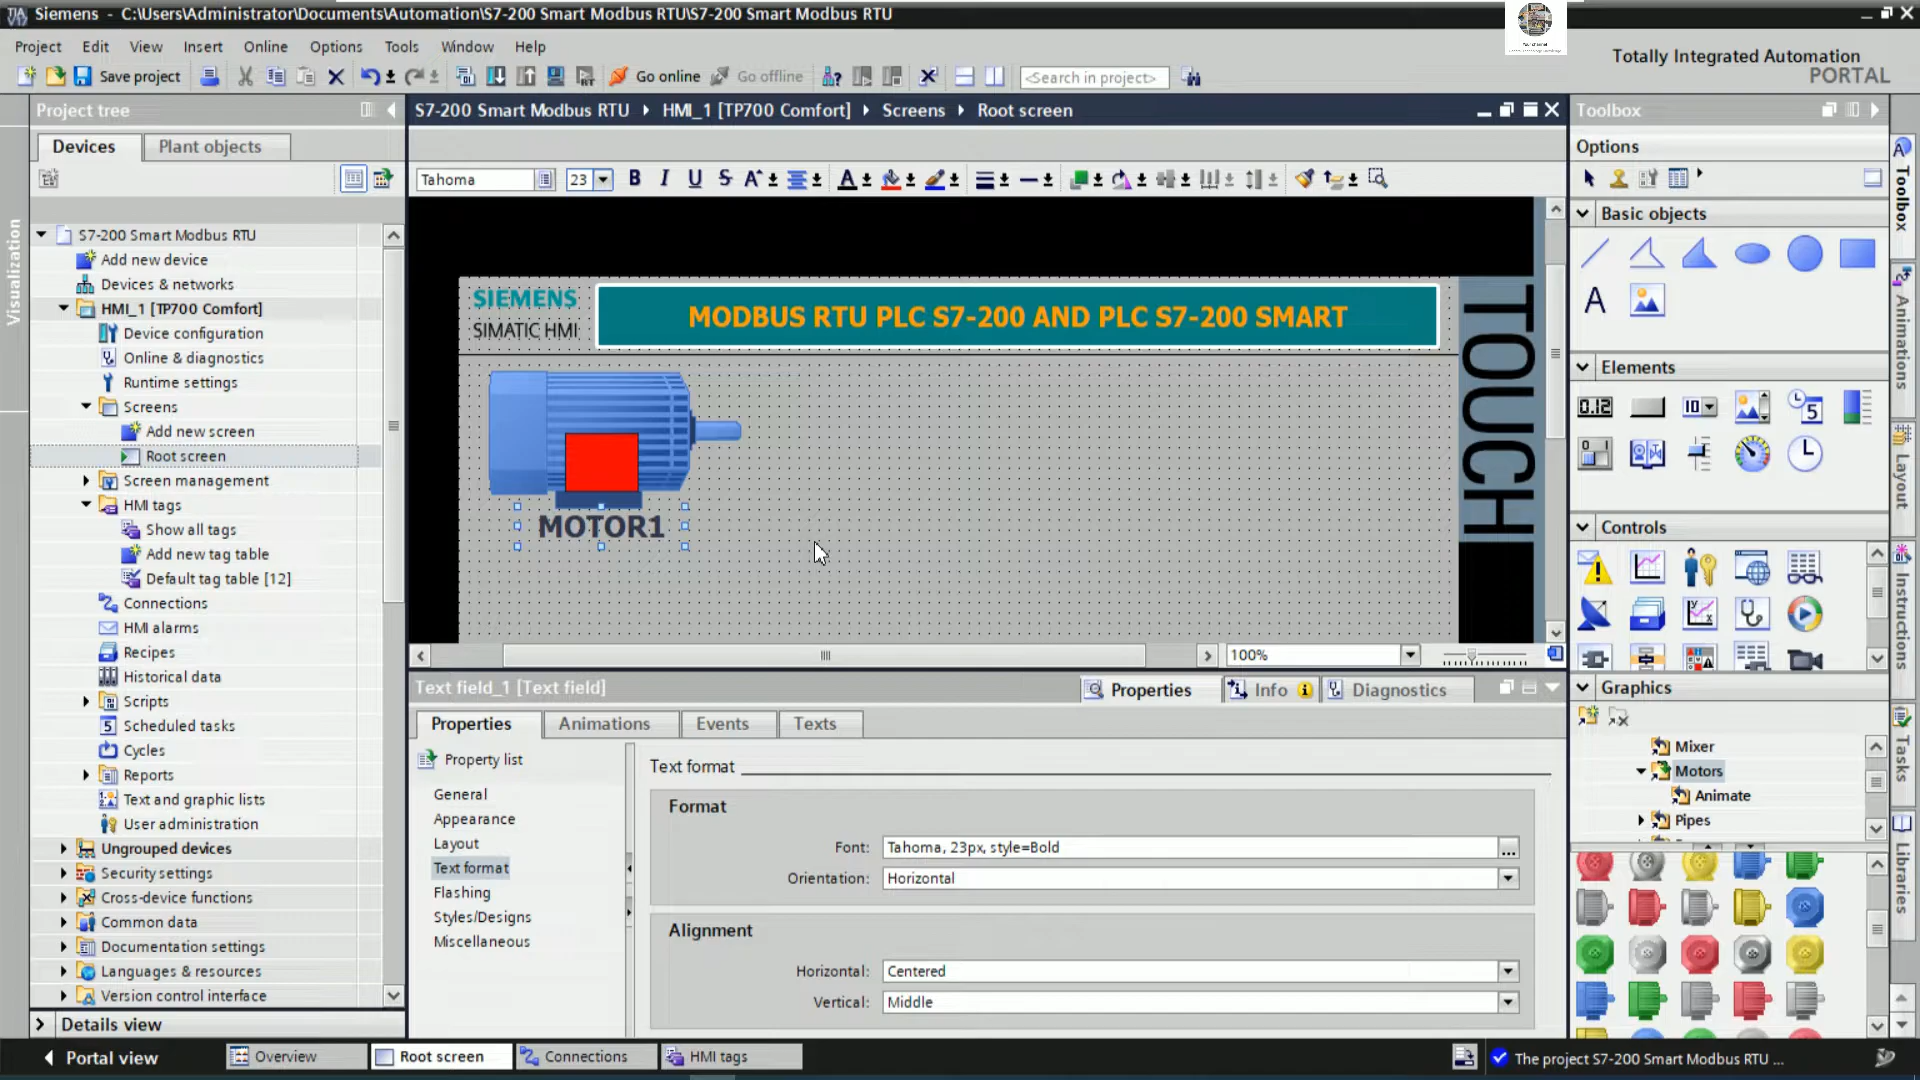 Siemens - C:\Users\Administrator\Documents\Automation\S7-200 Smart Modbus RTU\S7-200 Smart Modbus RTU
Project Edit View Insert Online Options Tools Window Help
Totally Integrated Automation
PORTAL
Save project
Go online
Go offline
<Search in project>
Project tree
S7-200 Smart Modbus RTU
HMI_1 [TP700 Comfort]
Screens
Root screen
Toolbox
Devices
Plant objects
Options
Tahoma
23
B I U S
Visualization
S7-200 Smart Modbus RTU
Add new device
Devices & networks
HMI_1 [TP700 Comfort]
Device configuration
Online & diagnostics
Runtime settings
Screens
Add new screen
Root screen
Screen management
HMI tags
Show all tags
Add new tag table
Default tag table [12]
Connections
HMI alarms
Recipes
Historical data
Scripts
Scheduled tasks
Cycles
Reports
Text and graphic lists
User administration
Ungrouped devices
Security settings
Cross-device functions
Common data
Documentation settings
Languages & resources
Version control interface
Details view
SIEMENS
SIMATIC HMI
MODBUS RTU PLC S7-200 AND PLC S7-200 SMART
TOUCH
MOTOR1
100%
Text field_1 [Text field]
Properties
Info
Diagnostics
Properties
Animations
Events
Texts
Property list
General
Appearance
Layout
Text format
Flashing
Styles/Designs
Miscellaneous
Text format
Format
Font: Tahoma, 23px, style=Bold
Orientation: Horizontal
Alignment
Horizontal: Centered
Vertical: Middle
Basic objects
A
Elements
0.12
10
5
Controls
Graphics
Mixer
Motors
Animate
Pipes
Toolbox
Animations
Layout
Instructions
Tasks
Libraries
Portal view
Overview
Root screen
Connections
HMI tags
The project S7-200 Smart Modbus RTU ...